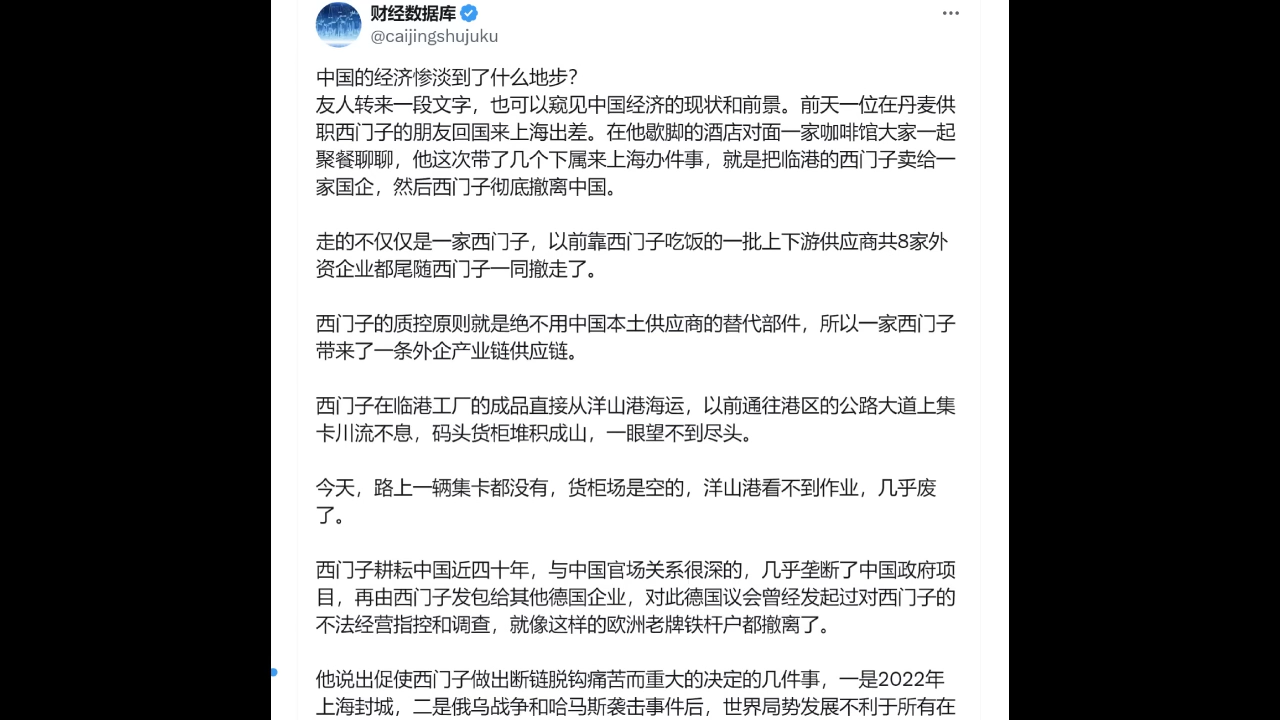 财经数据库
@caijingshujuku
中国的经济惨淡到了什么地步？
友人转来一段文字，也可以窥见中国经济的现状和前景。前天一位在丹麦供
职西门子的朋友回国来上海出差。在他歇脚的酒店对面一家咖啡馆大家一起
聚餐聊聊，他这次带了几个下属来上海办件事，就是把临港的西门子卖给一
家国企，然后西门子彻底撤离中国。
走的不仅仅是一家西门子，以前靠西门子吃饭的一批上下游供应商共8家外
资企业都尾随西门子一同撤走了。
西门子的质控原则就是绝不用中国本土供应商的替代部件，所以一家西门子
带来了一条外企产业链供应链。
西门子在临港工厂的成品直接从洋山港海运，以前通往港区的公路大道上集
卡川流不息，码头货柜堆积成山，一眼望不到尽头。
今天，路上一辆集卡都没有，货柜场是空的，洋山港看不到作业，几乎废
了。
西门子耕耘中国近四十年，与中国官场关系很深的，几乎垄断了中国政府项
目，再由西门子发包给其他德国企业，对此德国议会曾经发起过对西门子的
不法经营指控和调查，就像这样的欧洲老牌铁杆户都撤离了。
他说出促使西门子做出断链脱钩痛苦而重大的决定的几件事，一是2022年
上海封城，二是俄乌战争和哈马斯袭击事件后，世界局势发展不利于所有在